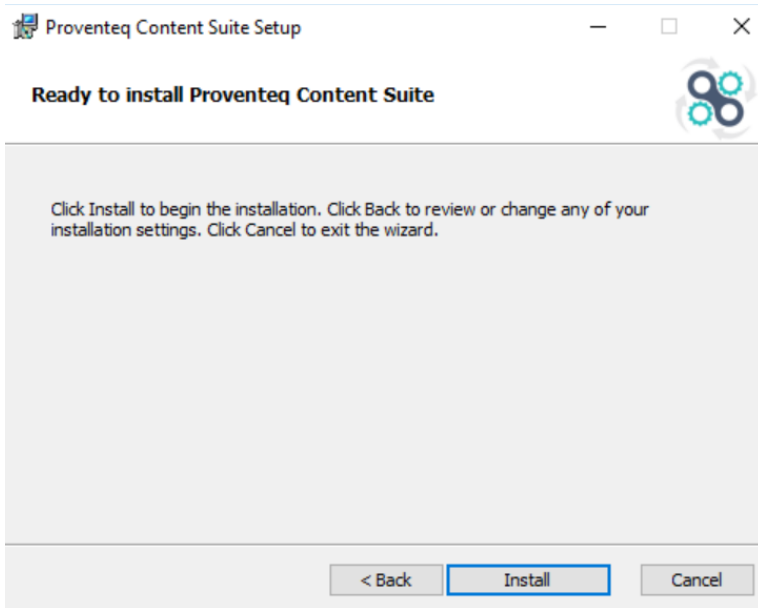 Proventeq Content Suite Setup
Ready to install Proventeq Content Suite
Click Install to begin the installation. Click Back to review or change any of your
installation settings. Click Cancel to exit the wizard.
< Back
Install
Cancel